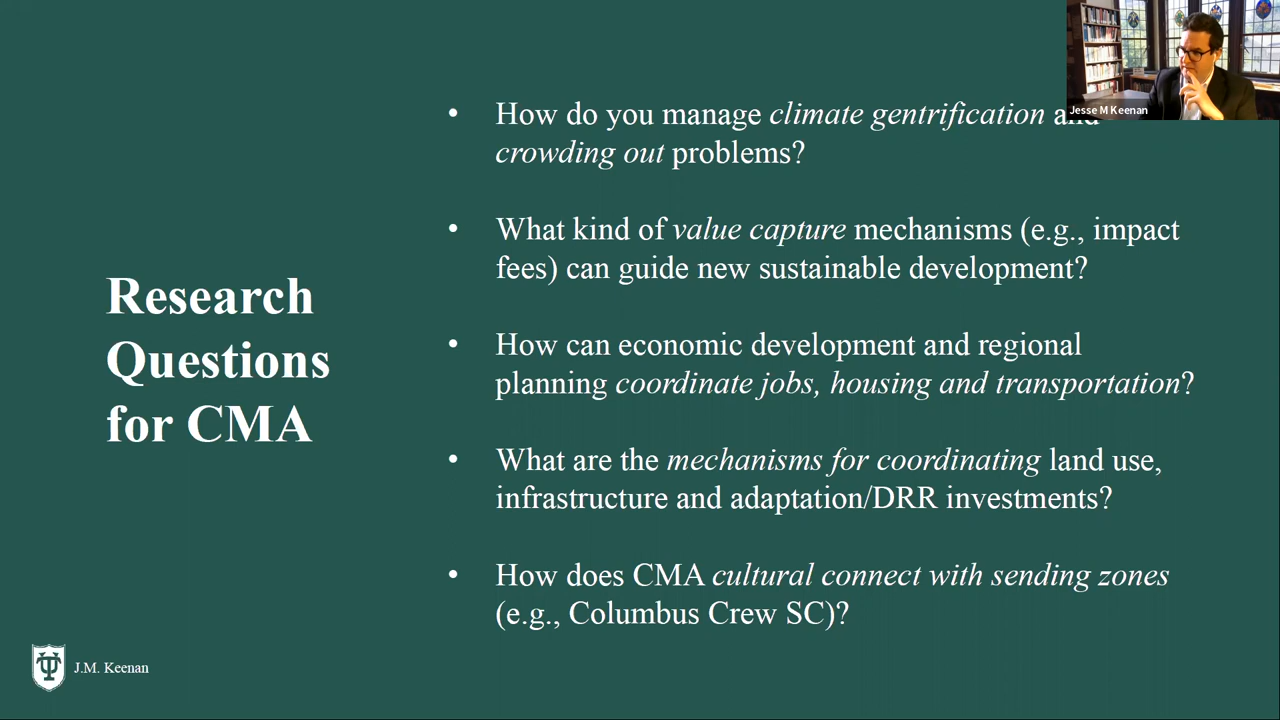 Research
Questions
for CMA
• How do you manage climate gentrification and
crowding out problems?
• What kind of value capture mechanisms (e.g., impact
fees) can guide new sustainable development?
• How can economic development and regional
planning coordinate jobs, housing and transportation?
• What are the mechanisms for coordinating land use,
infrastructure and adaptation/DRR investments?
• How does CMA cultural connect with sending zones
(e.g., Columbus Crew SC)?
J.M. Keenan
Jesse M Keenan